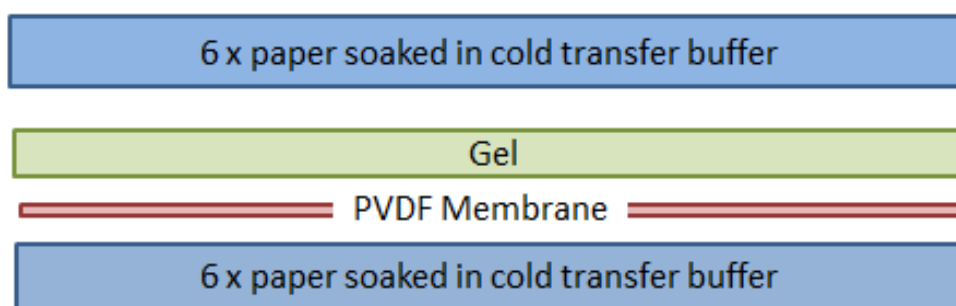 6 x paper soaked in cold transfer buffer
Gel
PVDF Membrane
6 x paper soaked in cold transfer buffer